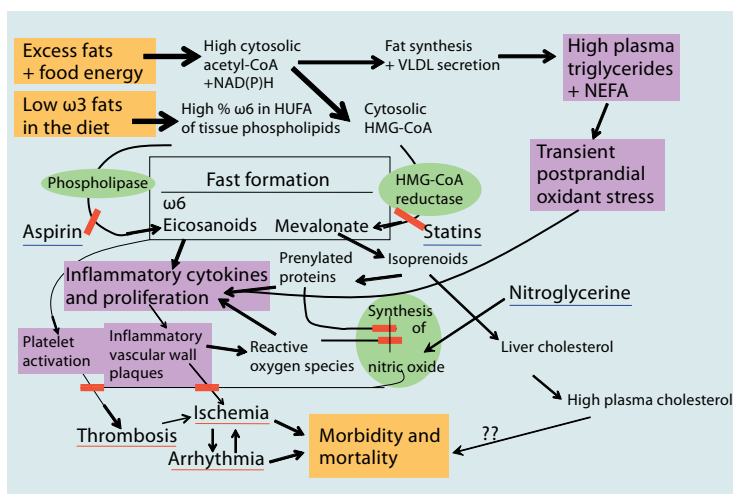 Excess fats
+ food energy
High cytosolic
acetyl-CoA
+NAD(P)H
Fat synthesis
+ VLDL secretion
High plasma
triglycerides
+ NEFA
Low ω3 fats
in the diet
High % ω6 in HUFA
of tissue phospholipids
Cytosolic
HMG-CoA
Transient
postprandial
oxidant stress
Phospholipase
Fast formation
HMG-CoA
reductase
ω6
Eicosanoids
Mevalonate
Aspirin
Statins
Prenylated
proteins
Isoprenoids
Inflammatory cytokines
and proliferation
Nitroglycerine
Synthesis
of
nitric oxide
Platelet
activation
Inflammatory
vascular wall
plaques
Reactive
oxygen species
Liver cholesterol
High plasma cholesterol
Ischemia
Thrombosis
Arrhythmia
Morbidity and
mortality
??